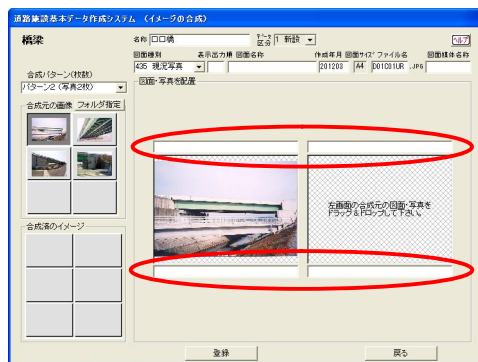 道路施設基本データ作成システム (イメージの合成)
橋梁
名称 口口橋 データ区分 1 新設 ヘルプ
図面種別 表示出力順 図面名称 作成年月 図面サイズ ファイル名 図面媒体名称
435 現況写真 201203 A4 D01C01UR .JPG
合成パターン(枚数)
パターン2 (写真2枚)
図面・写真を配置
合成元の画像 フォルダ指定
左画面の合成元の図面・写真を
ドラッグ&ドロップして下さい。
合成済のイメージ
登録 戻る